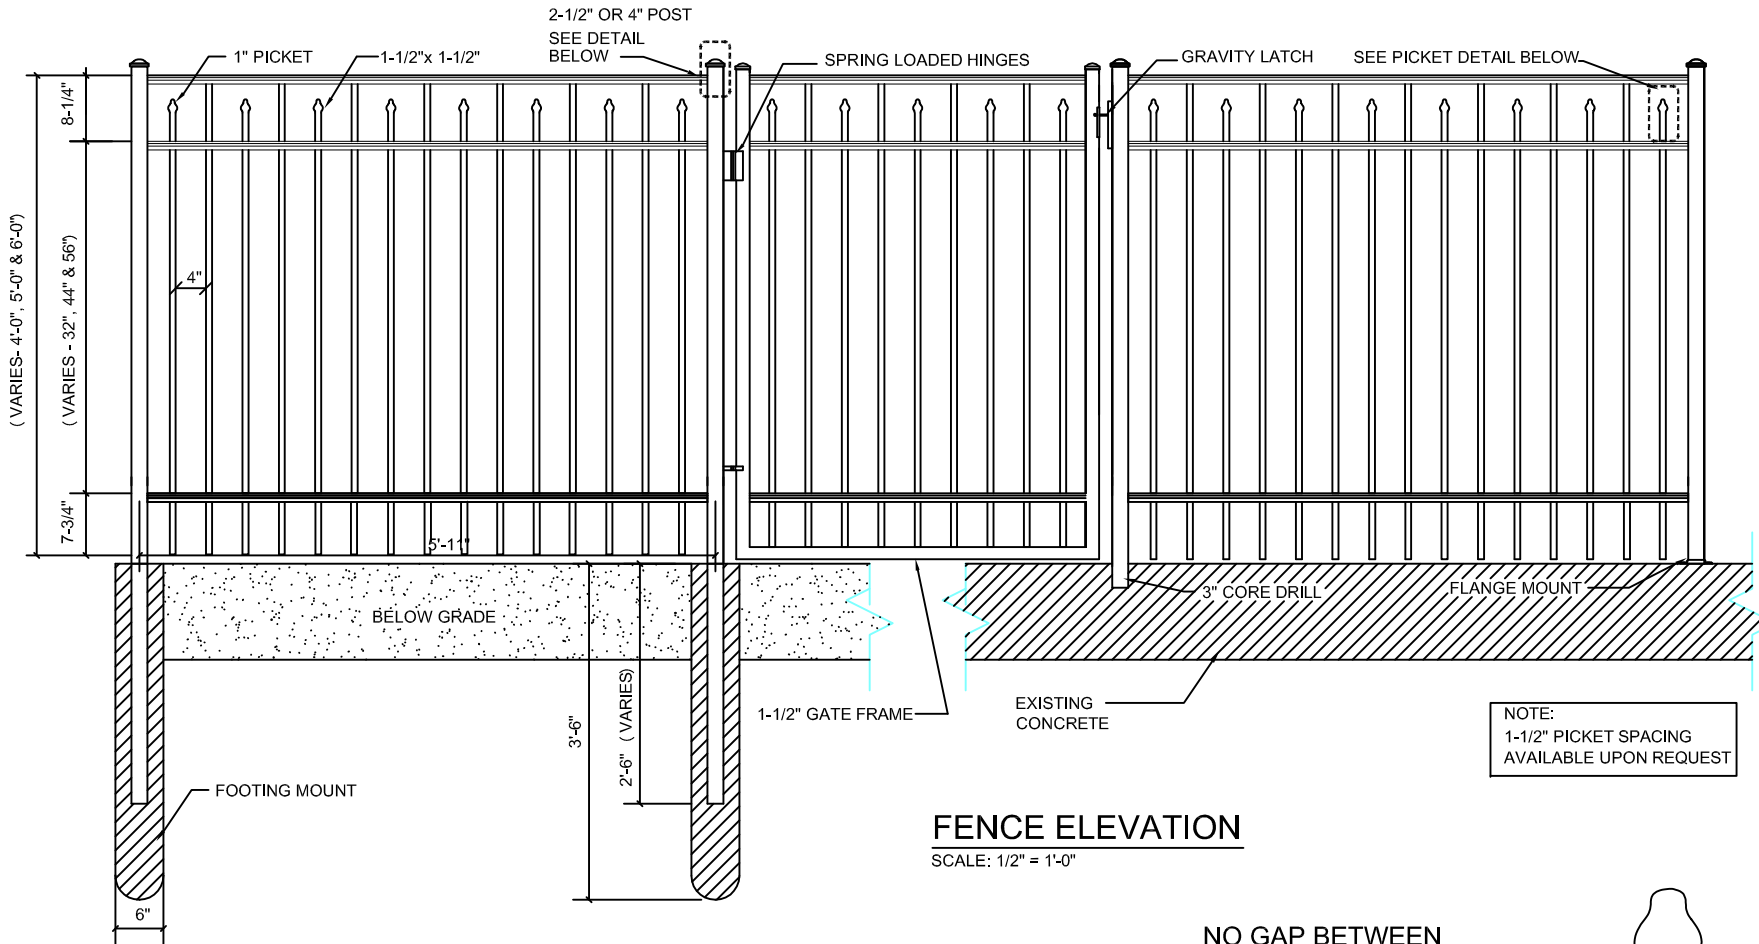 2-1/2" OR 4" POST
SEE DETAIL
BELOW
1" PICKET
1-1/2"x 1-1/2"
SPRING LOADED HINGES
GRAVITY LATCH
SEE PICKET DETAIL BELOW
8-1/4"
( VARIES- 4'-0", 5'-0" & 6'-0")
( VARIES - 32", 44" & 56")
4"
7-3/4"
5'-11"
BELOW GRADE
3" CORE DRILL
FLANGE MOUNT
2'-6" ( VARIES)
3'-6"
1-1/2" GATE FRAME
EXISTING
CONCRETE
NOTE:
1-1/2" PICKET SPACING
AVAILABLE UPON REQUEST
FOOTING MOUNT
FENCE ELEVATION
SCALE: 1/2" = 1'-0"
6"
NO GAP BETWEEN